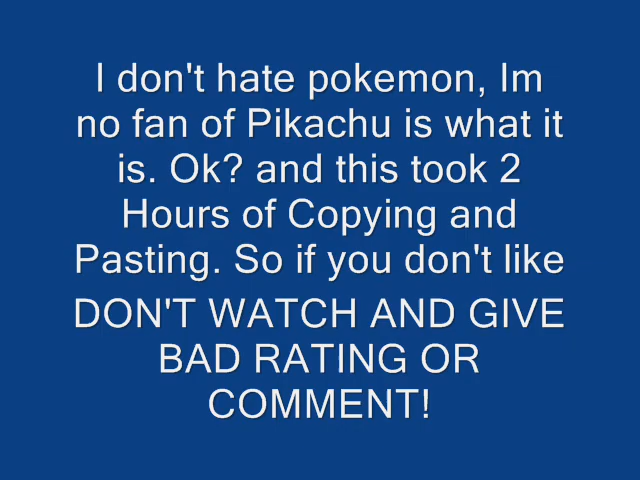 I don't hate pokemon, Im
no fan of Pikachu is what it
is. Ok? and this took 2
Hours of Copying and
Pasting. So if you don't like
DON'T WATCH AND GIVE
BAD RATING OR
COMMENT!